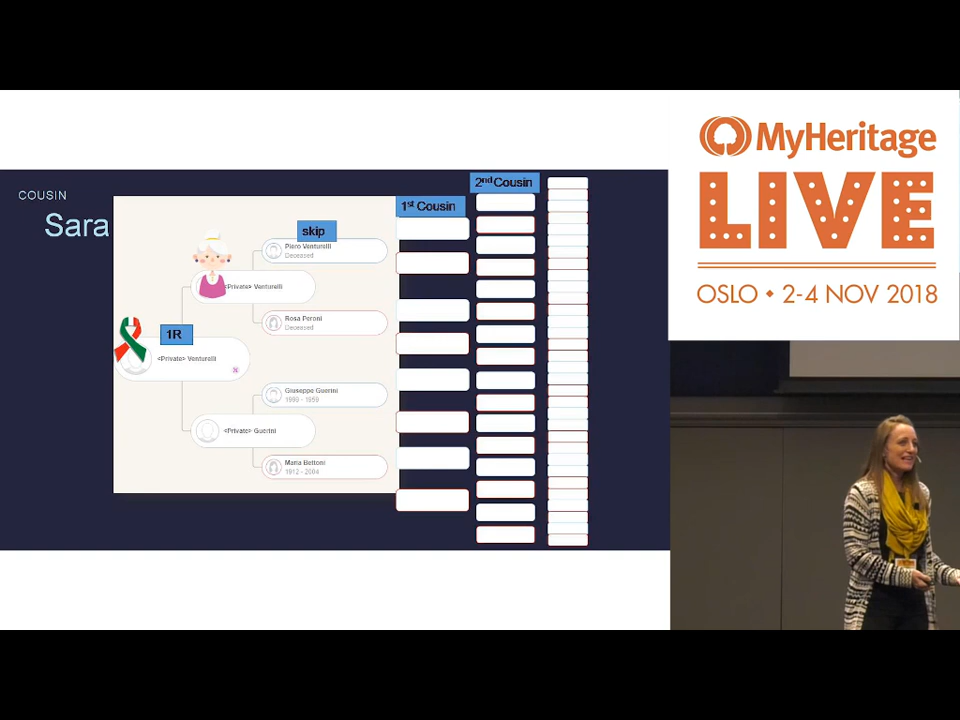 MyHeritage
LIVE
OSLO • 2-4 NOV 2018
COUSIN
Sara
2nd Cousin
1st Cousin
skip
Piero Venturelli
Deceased
<Private> Venturelli
Rosa Peroni
Deceased
1R
<Private> Venturelli
Giuseppe Guerini
<Private> Guerini
Maria Bettoni
1912 - 2004